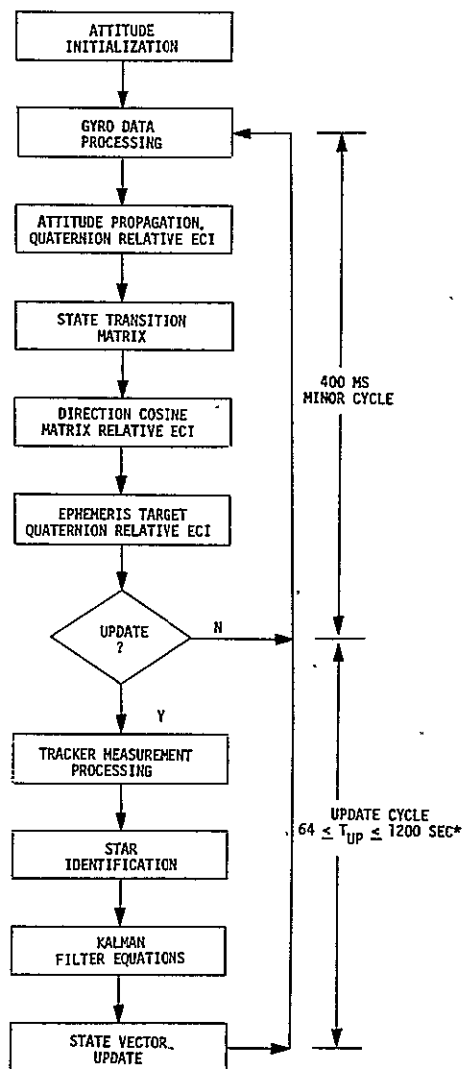 ATTITUDE
INITIALIZATION
GYRO DATA
PROCESSING
ATTITUDE PROPAGATION.
QUATERNION RELATIVE ECI
STATE TRANSITION
MATRIX
400 MS
MINOR CYCLE
DIRECTION COSINE
MATRIX RELATIVE ECI
EPHEMERIS TARGET
QUATERNION RELATIVE ECI
UPDATE
?
N
Y
TRACKER MEASUREMENT
PROCESSING
UPDATE CYCLE
64 ≤ T_UP ≤ 1200 SEC*
STAR
IDENTIFICATION
KALMAN
FILTER EQUATIONS
STATE VECTOR
UPDATE